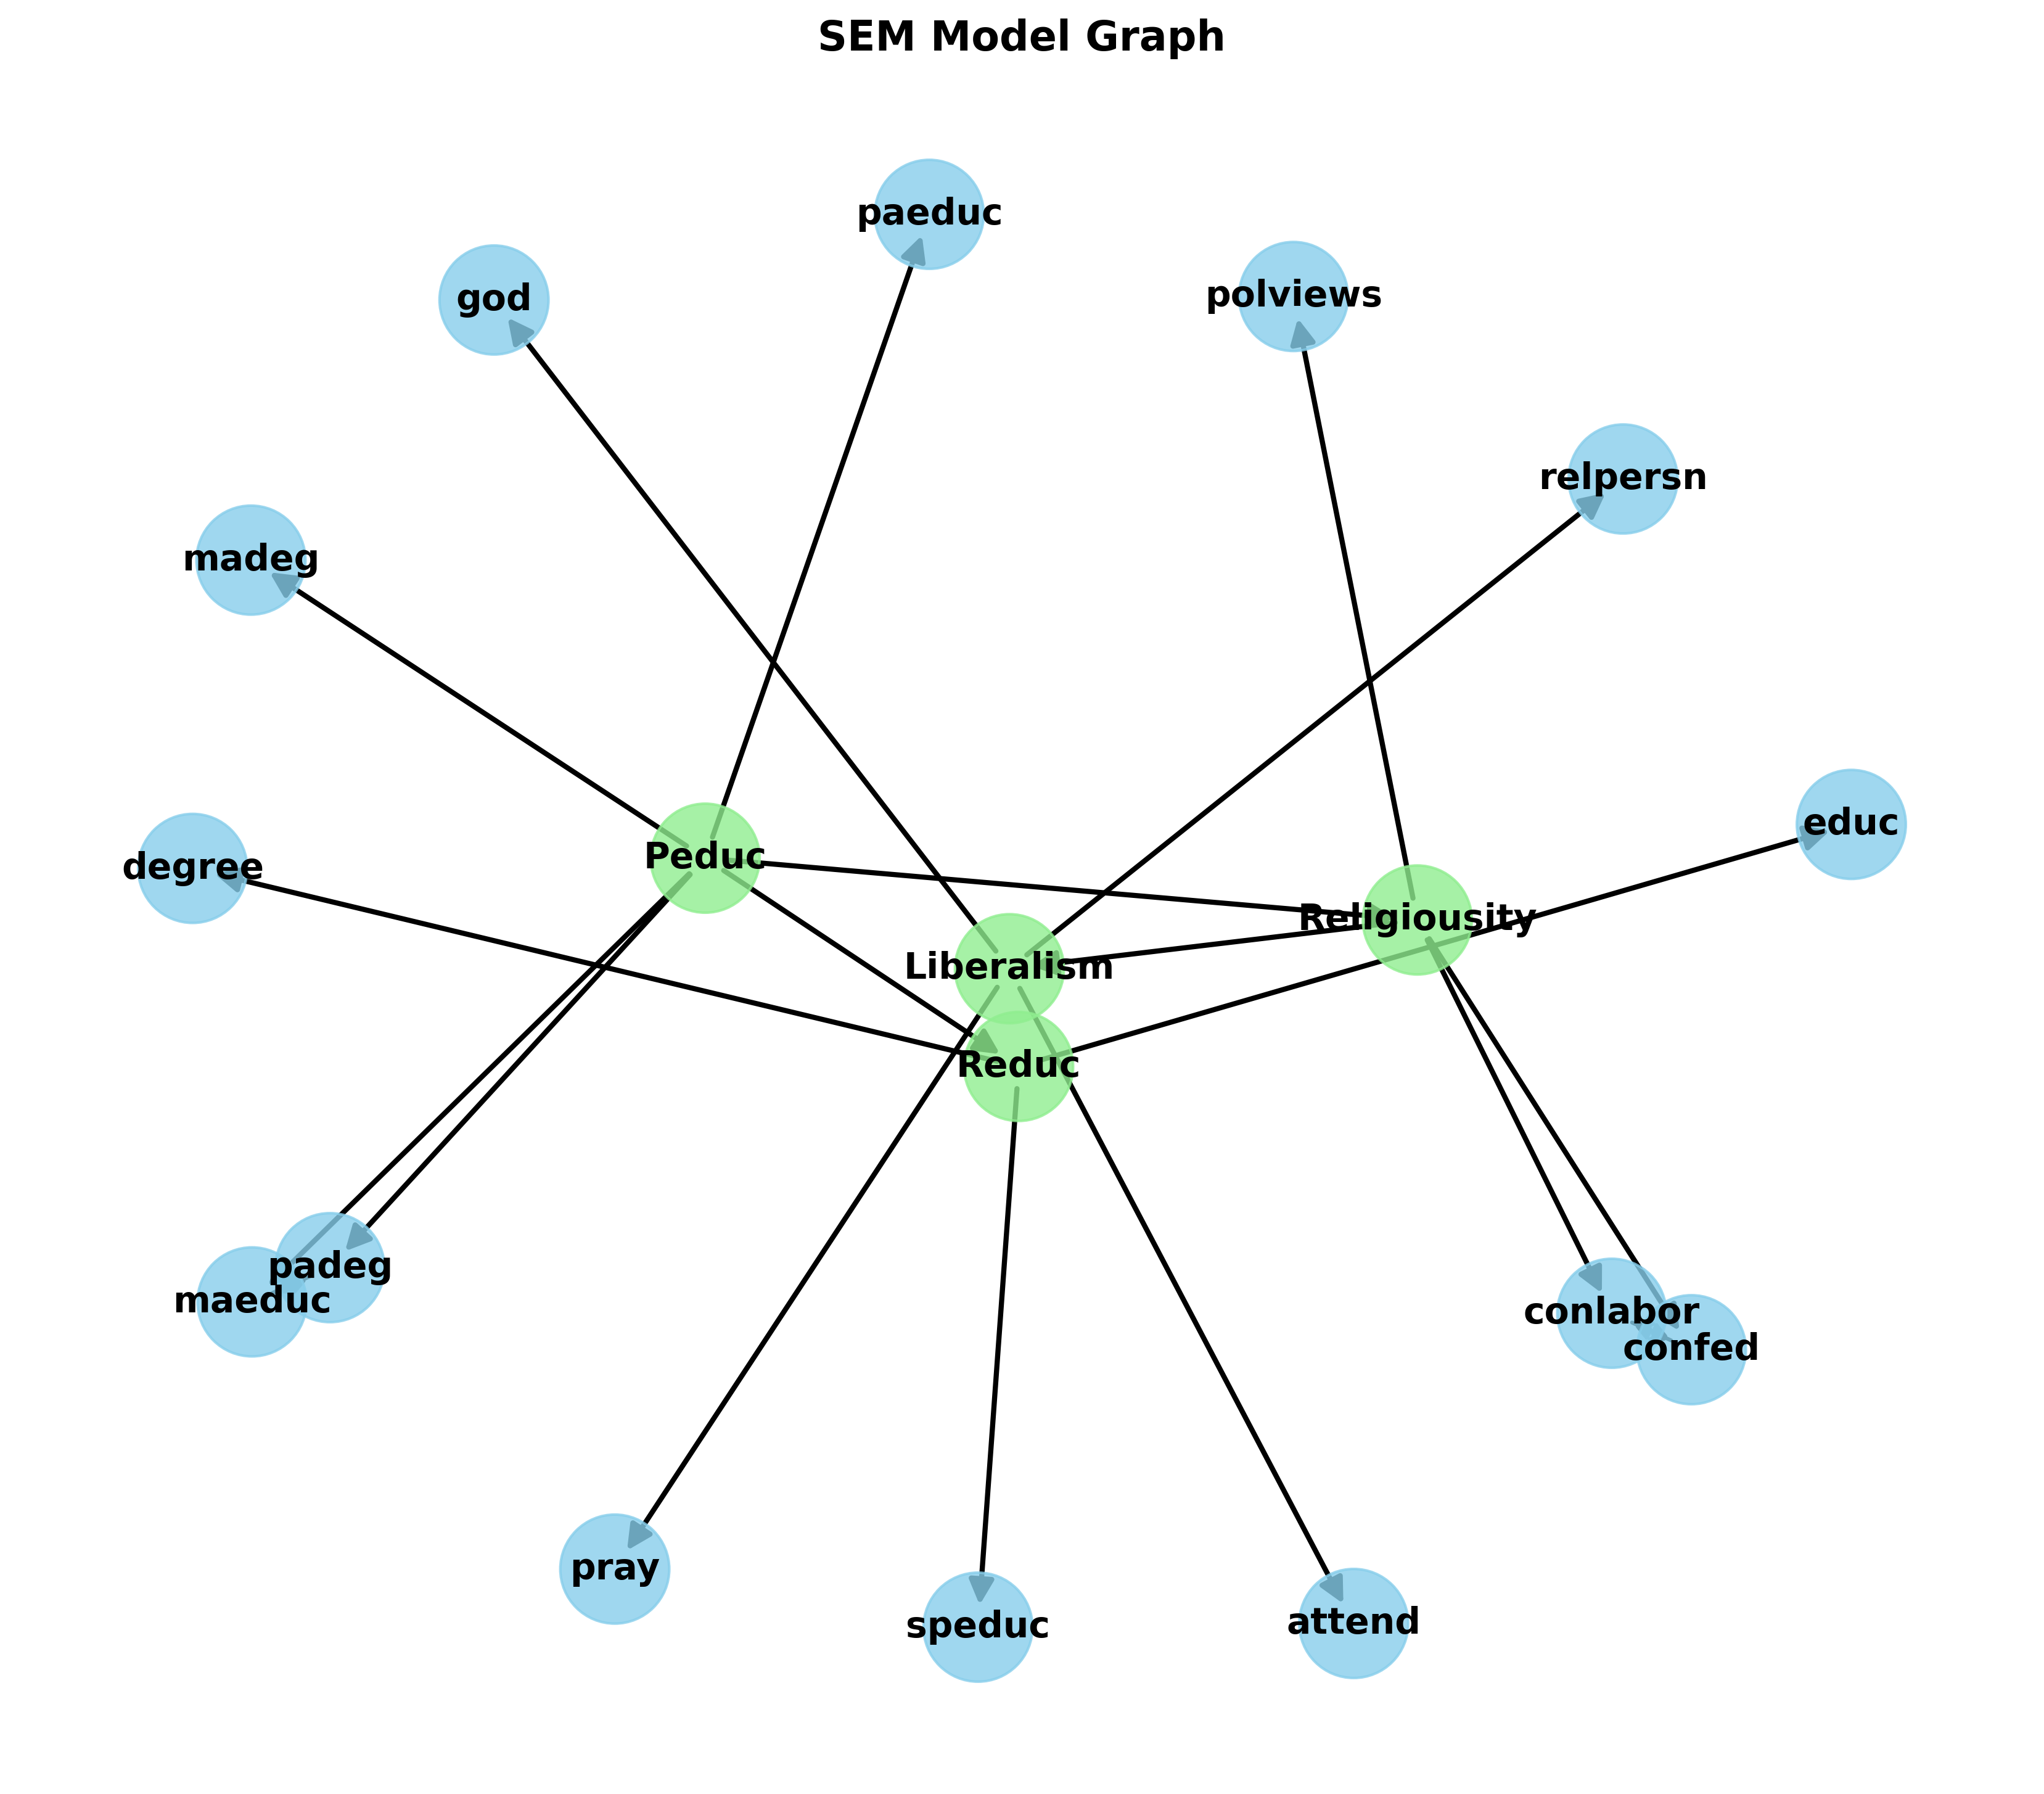 SEM Model Graph
paeduc
god
polviews
relpersn
madeg
educ
Peduc
degree
Religiousity
Liberalism
Reduc
padeg
maeduc
conlabor
confed
pray
attend
speduc